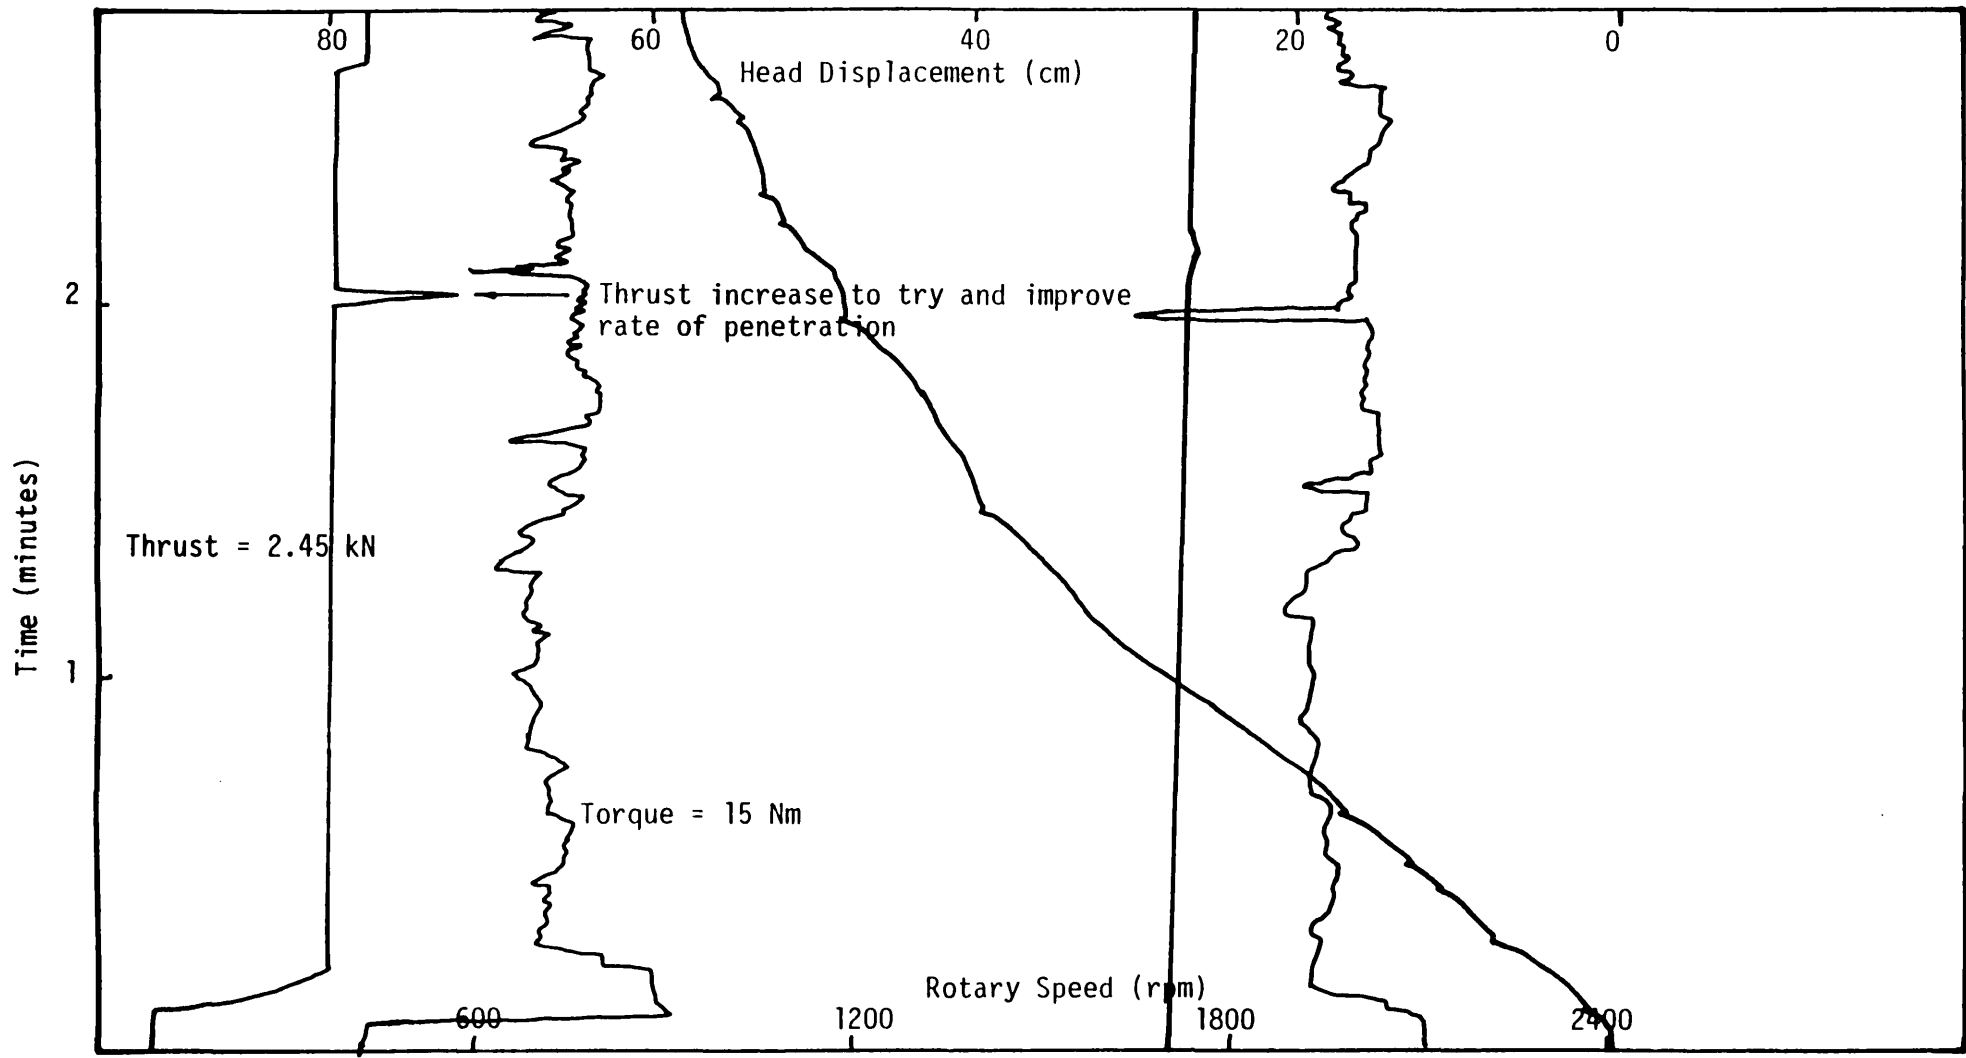 80 60 40 20 0
Head Displacement (cm)
2
Thrust increase to try and improve
rate of penetration
Time (minutes)
Thrust = 2.45 kN
1
Torque = 15 Nm
Rotary Speed (rpm)
600 1200 1800 2400